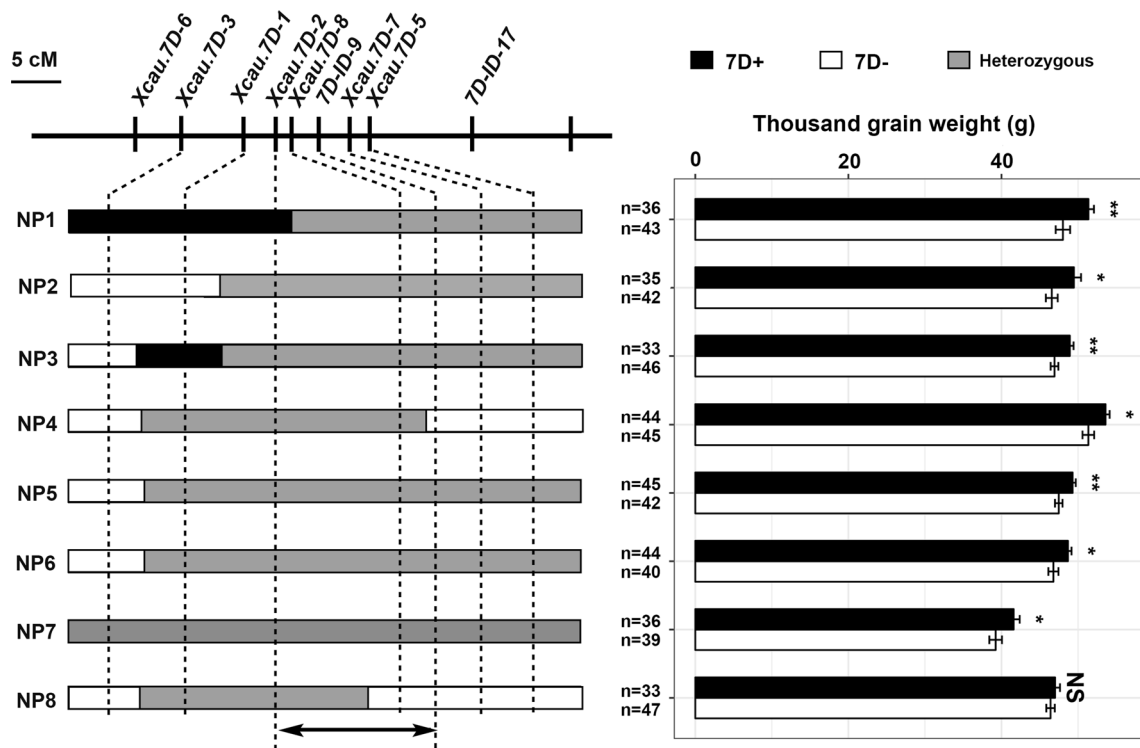 5 cM
Xcau.7D-6
Xcau.7D-3
Xcau.7D-1
Xcau.7D-2
Xcau.7D-8
7D-ID-9
Xcau.7D-7
Xcau.7D-5
7D-ID-17
7D+
7D-
Heterozygous
Thousand grain weight (g)
0 20 40
NP1
n=36 **
n=43
NP2
n=35 *
n=42
NP3
n=33 **
n=46
NP4
n=44 *
n=45
NP5
n=45 **
n=42
NP6
n=44 *
n=40
NP7
n=36 *
n=39
NP8
n=33 NS
n=47